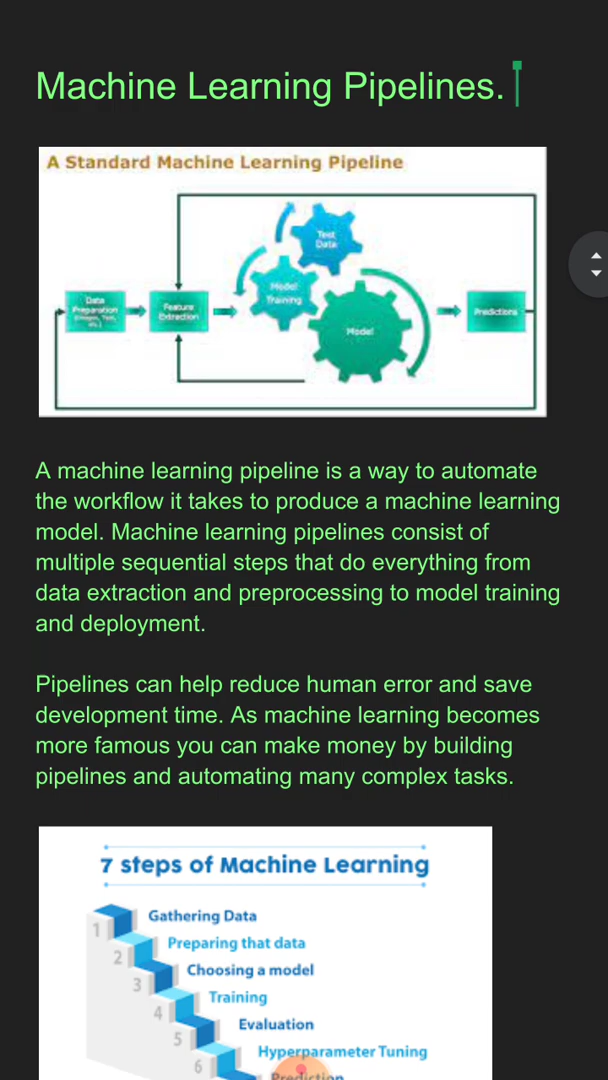 Machine Learning Pipelines.
A Standard Machine Learning Pipeline
Test
Data
Data
Preparation
(Images, Text,
etc.)
Feature
Extraction
Model
Training
Model
Predictions
A machine learning pipeline is a way to automate
the workflow it takes to produce a machine learning
model. Machine learning pipelines consist of
multiple sequential steps that do everything from
data extraction and preprocessing to model training
and deployment.
Pipelines can help reduce human error and save
development time. As machine learning becomes
more famous you can make money by building
pipelines and automating many complex tasks.
7 steps of Machine Learning
1 Gathering Data
2 Preparing that data
3 Choosing a model
4 Training
5 Evaluation
6 Hyperparameter Tuning
Prediction